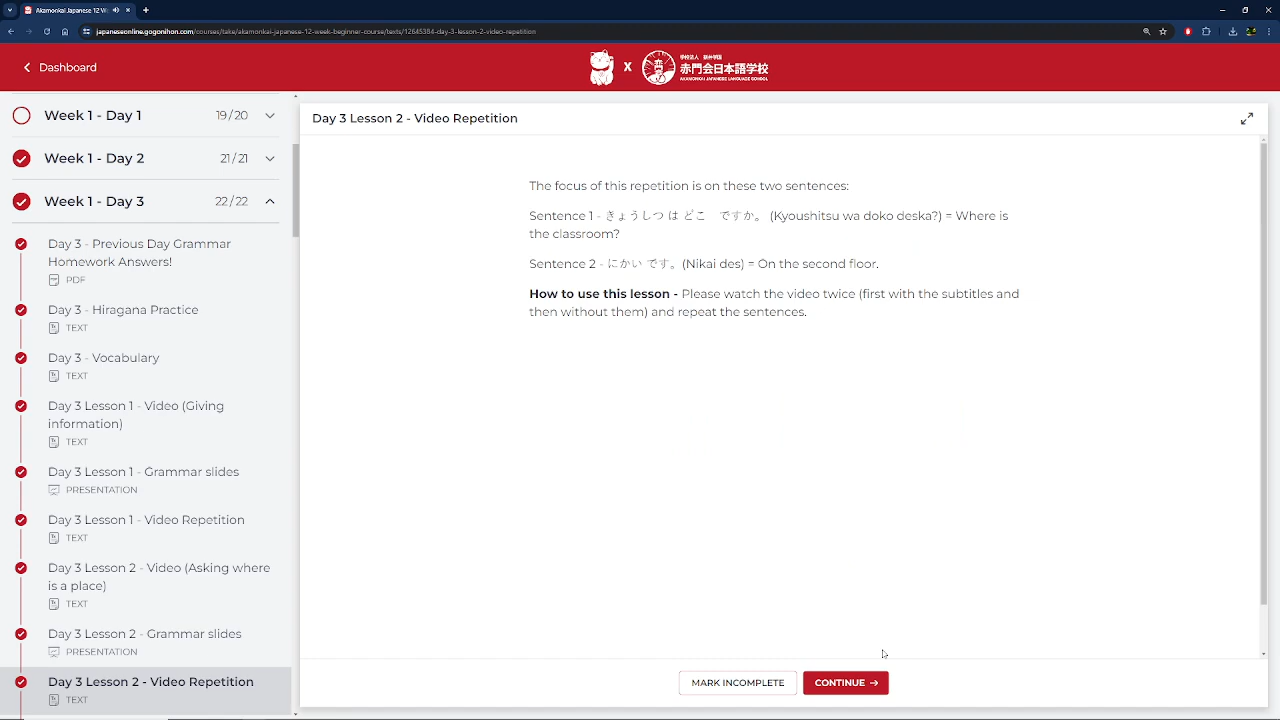 Akamonkai Japanese 12 W
japaneseonline.gogonihon.com/courses/take/akamonkai-japanese-12-week-beginner-course/texts/12645384-day-3-lesson-2-video-repetition
Dashboard
x
赤門会日本語学校
AKAMONKAI JAPANESE LANGUAGE SCHOOL
Week 1 - Day 1 19/20
Week 1 - Day 2 21/21
Week 1 - Day 3 22/22
Day 3 - Previous Day Grammar
Homework Answers!
PDF
Day 3 - Hiragana Practice
TEXT
Day 3 - Vocabulary
TEXT
Day 3 Lesson 1 - Video (Giving
information)
TEXT
Day 3 Lesson 1 - Grammar slides
PRESENTATION
Day 3 Lesson 1 - Video Repetition
TEXT
Day 3 Lesson 2 - Video (Asking where
is a place)
TEXT
Day 3 Lesson 2 - Grammar slides
PRESENTATION
Day 3 Lesson 2 - Video Repetition
TEXT
Day 3 Lesson 2 - Video Repetition
The focus of this repetition is on these two sentences:
Sentence 1 - きょうしつ は どこ ですか。 (Kyoushitsu wa doko deska?) = Where is
the classroom?
Sentence 2 - にかい です。(Nikai des) = On the second floor.
How to use this lesson - Please watch the video twice (first with the subtitles and
then without them) and repeat the sentences.
MARK INCOMPLETE
CONTINUE →